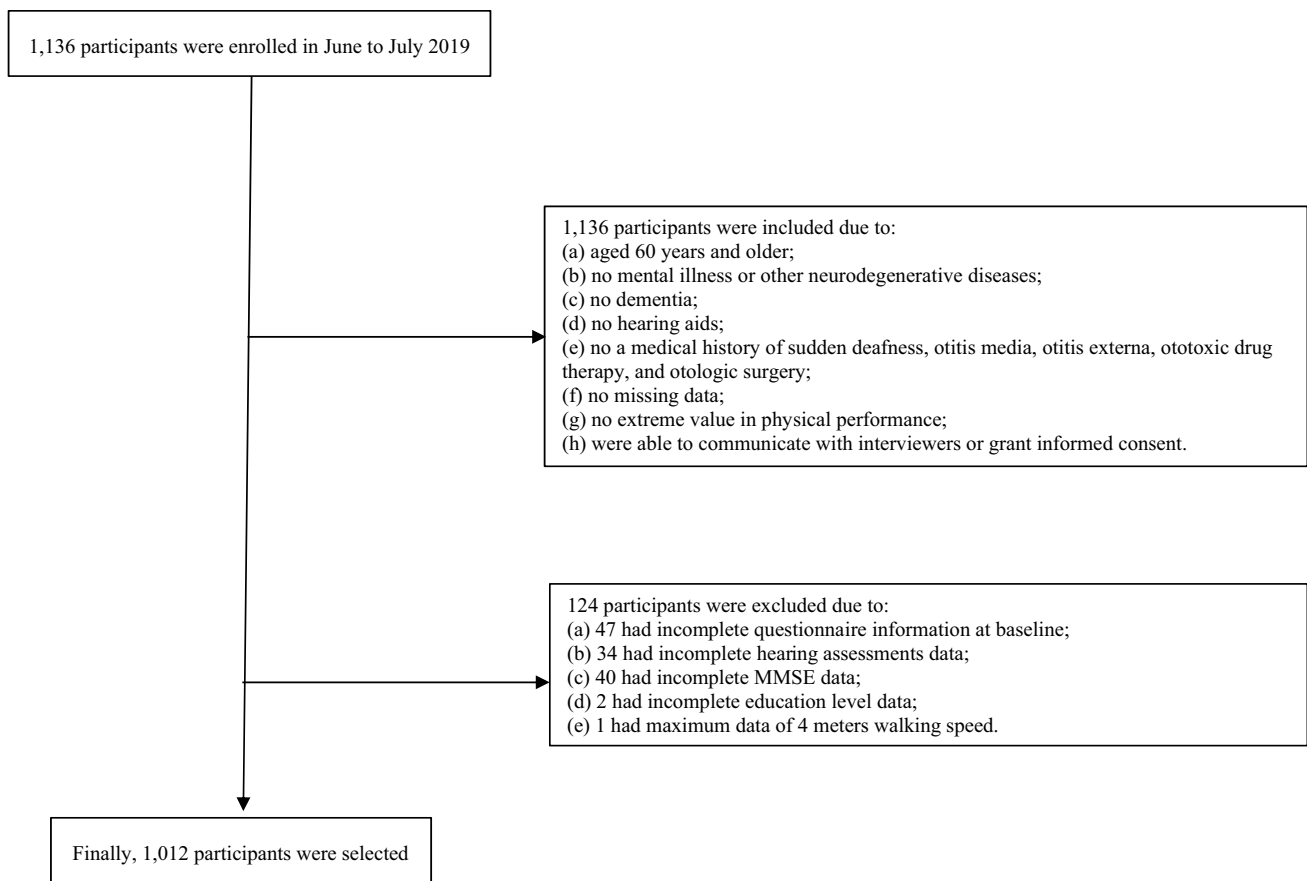 1,136 participants were enrolled in June to July 2019
1,136 participants were included due to:
(a) aged 60 years and older;
(b) no mental illness or other neurodegenerative diseases;
(c) no dementia;
(d) no hearing aids;
(e) no a medical history of sudden deafness, otitis media, otitis externa, ototoxic drug
therapy, and otologic surgery;
(f) no missing data;
(g) no extreme value in physical performance;
(h) were able to communicate with interviewers or grant informed consent.
124 participants were excluded due to:
(a) 47 had incomplete questionnaire information at baseline;
(b) 34 had incomplete hearing assessments data;
(c) 40 had incomplete MMSE data;
(d) 2 had incomplete education level data;
(e) 1 had maximum data of 4 meters walking speed.
Finally, 1,012 participants were selected